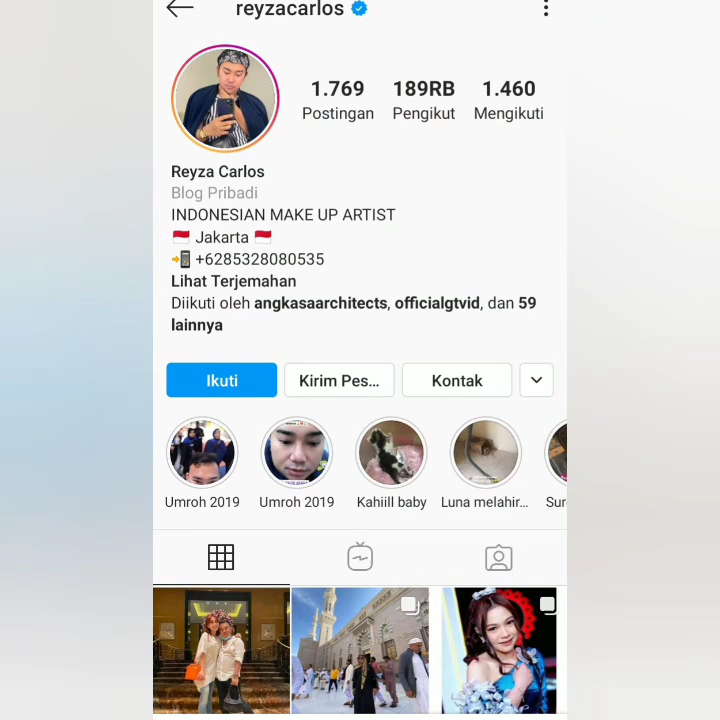 reyzacarlos
1.769 189RB 1.460
Postingan Pengikut Mengikuti
Reyza Carlos
Blog Pribadi
INDONESIAN MAKE UP ARTIST
🇮🇩 Jakarta 🇮🇩
📲 +6285328080535
Lihat Terjemahan
Diikuti oleh angkasaarchitects, officialgtvid, dan 59
lainnya
Ikuti Kirim Pes... Kontak
Umroh 2019 Umroh 2019 Kahiill baby Luna melahir... Sur